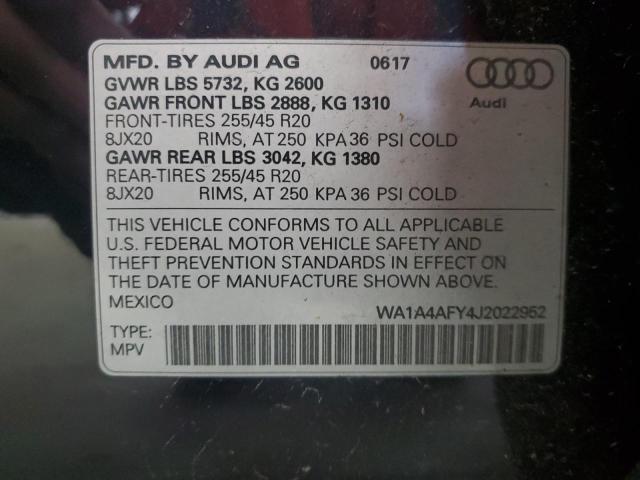 MFD. BY AUDI AG 0617
GVWR LBS 5732, KG 2600
GAWR FRONT LBS 2888, KG 1310
Audi
FRONT-TIRES 255/45 R20
8JX20 RIMS, AT 250 KPA 36 PSI COLD
GAWR REAR LBS 3042, KG 1380
REAR-TIRES 255/45 R20
8JX20 RIMS, AT 250 KPA 36 PSI COLD
THIS VEHICLE CONFORMS TO ALL APPLICABLE
U.S. FEDERAL MOTOR VEHICLE SAFETY AND
THEFT PREVENTION STANDARDS IN EFFECT ON
THE DATE OF MANUFACTURE SHOWN ABOVE.
MEXICO WA1A4AFY4J2022952
TYPE:
MPV